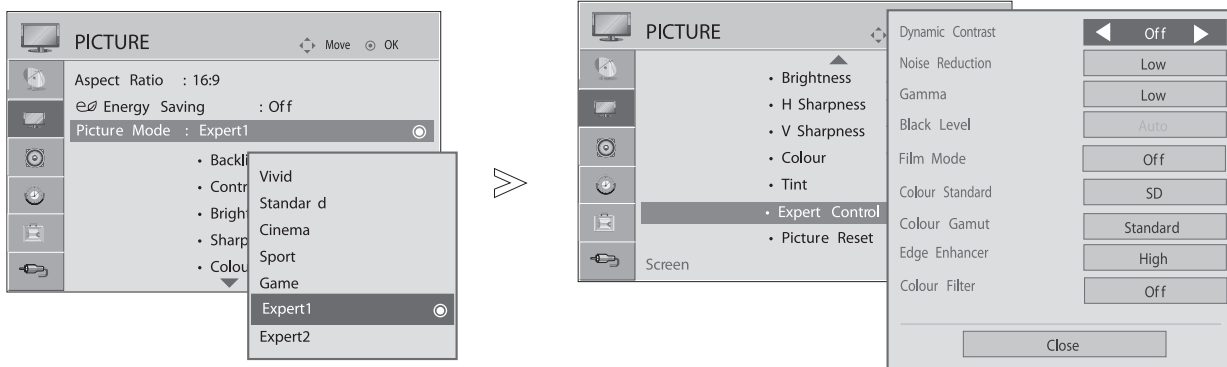 PICTURE
Move OK
Aspect Ratio : 16:9
Energy Saving : Off
Picture Mode : Expert1
• Backli
• Contr
• Bright
• Sharp
• Colou
Vivid
Standar d
Cinema
Sport
Game
Expert1
Expert2
PICTURE
• Brightness
• H Sharpness
• V Sharpness
• Colour
• Tint
• Expert Control
• Picture Reset
Screen
Dynamic Contrast Off
Noise Reduction Low
Gamma Low
Black Level Auto
Film Mode Off
Colour Standard SD
Colour Gamut Standard
Edge Enhancer High
Colour Filter Off
Close